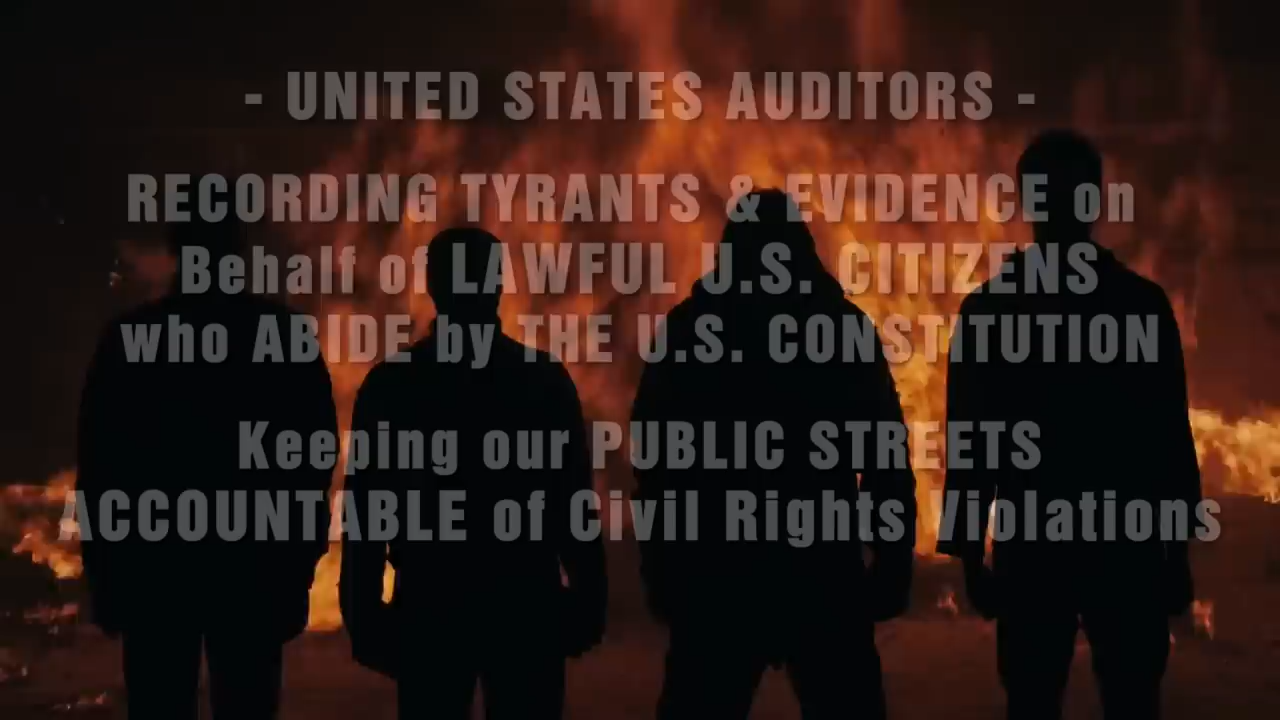 - UNITED STATES AUDITORS -
RECORDING TYRANTS & EVIDENCE on
Behalf of LAWFUL U.S. CITIZENS
who ABIDE by THE U.S. CONSTITUTION
Keeping our PUBLIC STREETS
ACCOUNTABLE of Civil Rights Violations